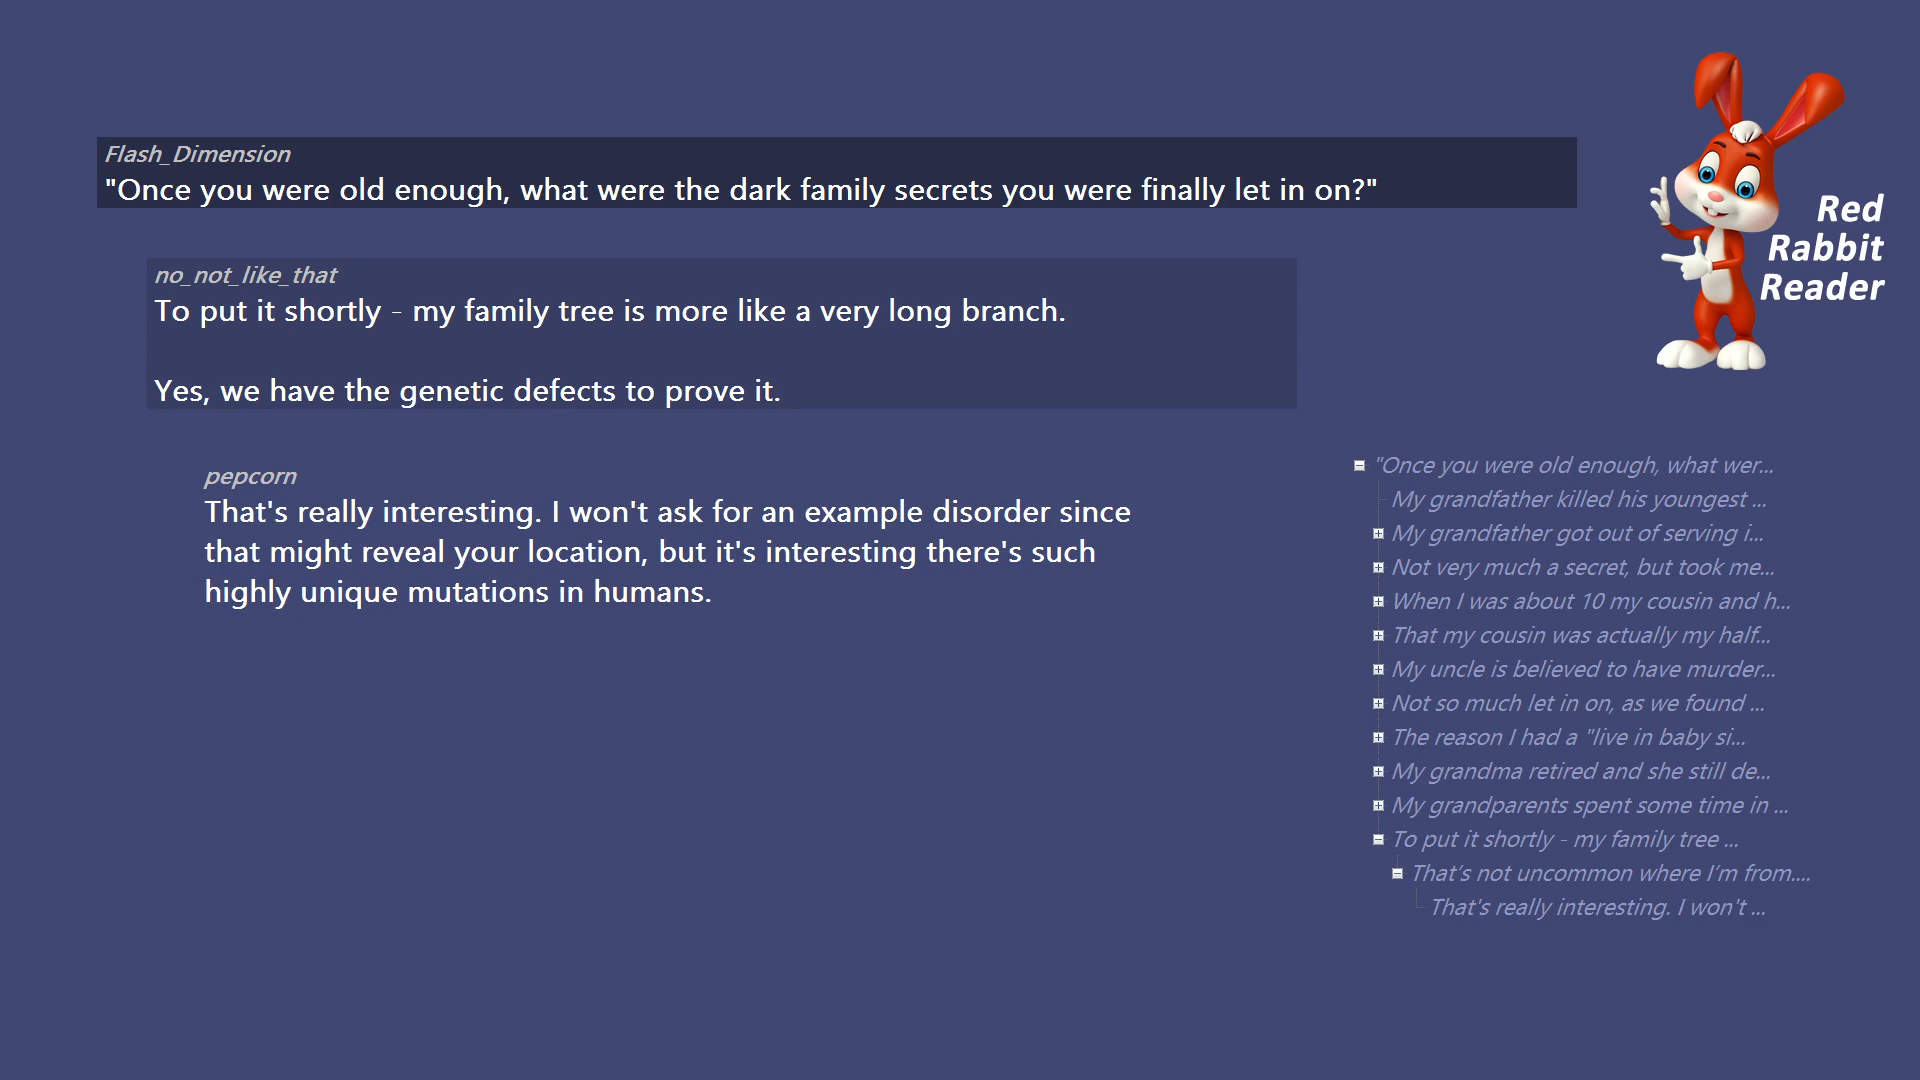 Flash_Dimension
"Once you were old enough, what were the dark family secrets you were finally let in on?"
no_not_like_that
To put it shortly - my family tree is more like a very long branch.
Yes, we have the genetic defects to prove it.
pepcorn
That's really interesting. I won't ask for an example disorder since
that might reveal your location, but it's interesting there's such
highly unique mutations in humans.
Red
Rabbit
Reader
"Once you were old enough, what wer...
My grandfather killed his youngest ...
My grandfather got out of serving i...
Not very much a secret, but took me...
When I was about 10 my cousin and h...
That my cousin was actually my half...
My uncle is believed to have murder...
Not so much let in on, as we found ...
The reason I had a "live in baby si...
My grandma retired and she still de...
My grandparents spent some time in ...
To put it shortly - my family tree ...
That’s not uncommon where I’m from....
That's really interesting. I won't ...